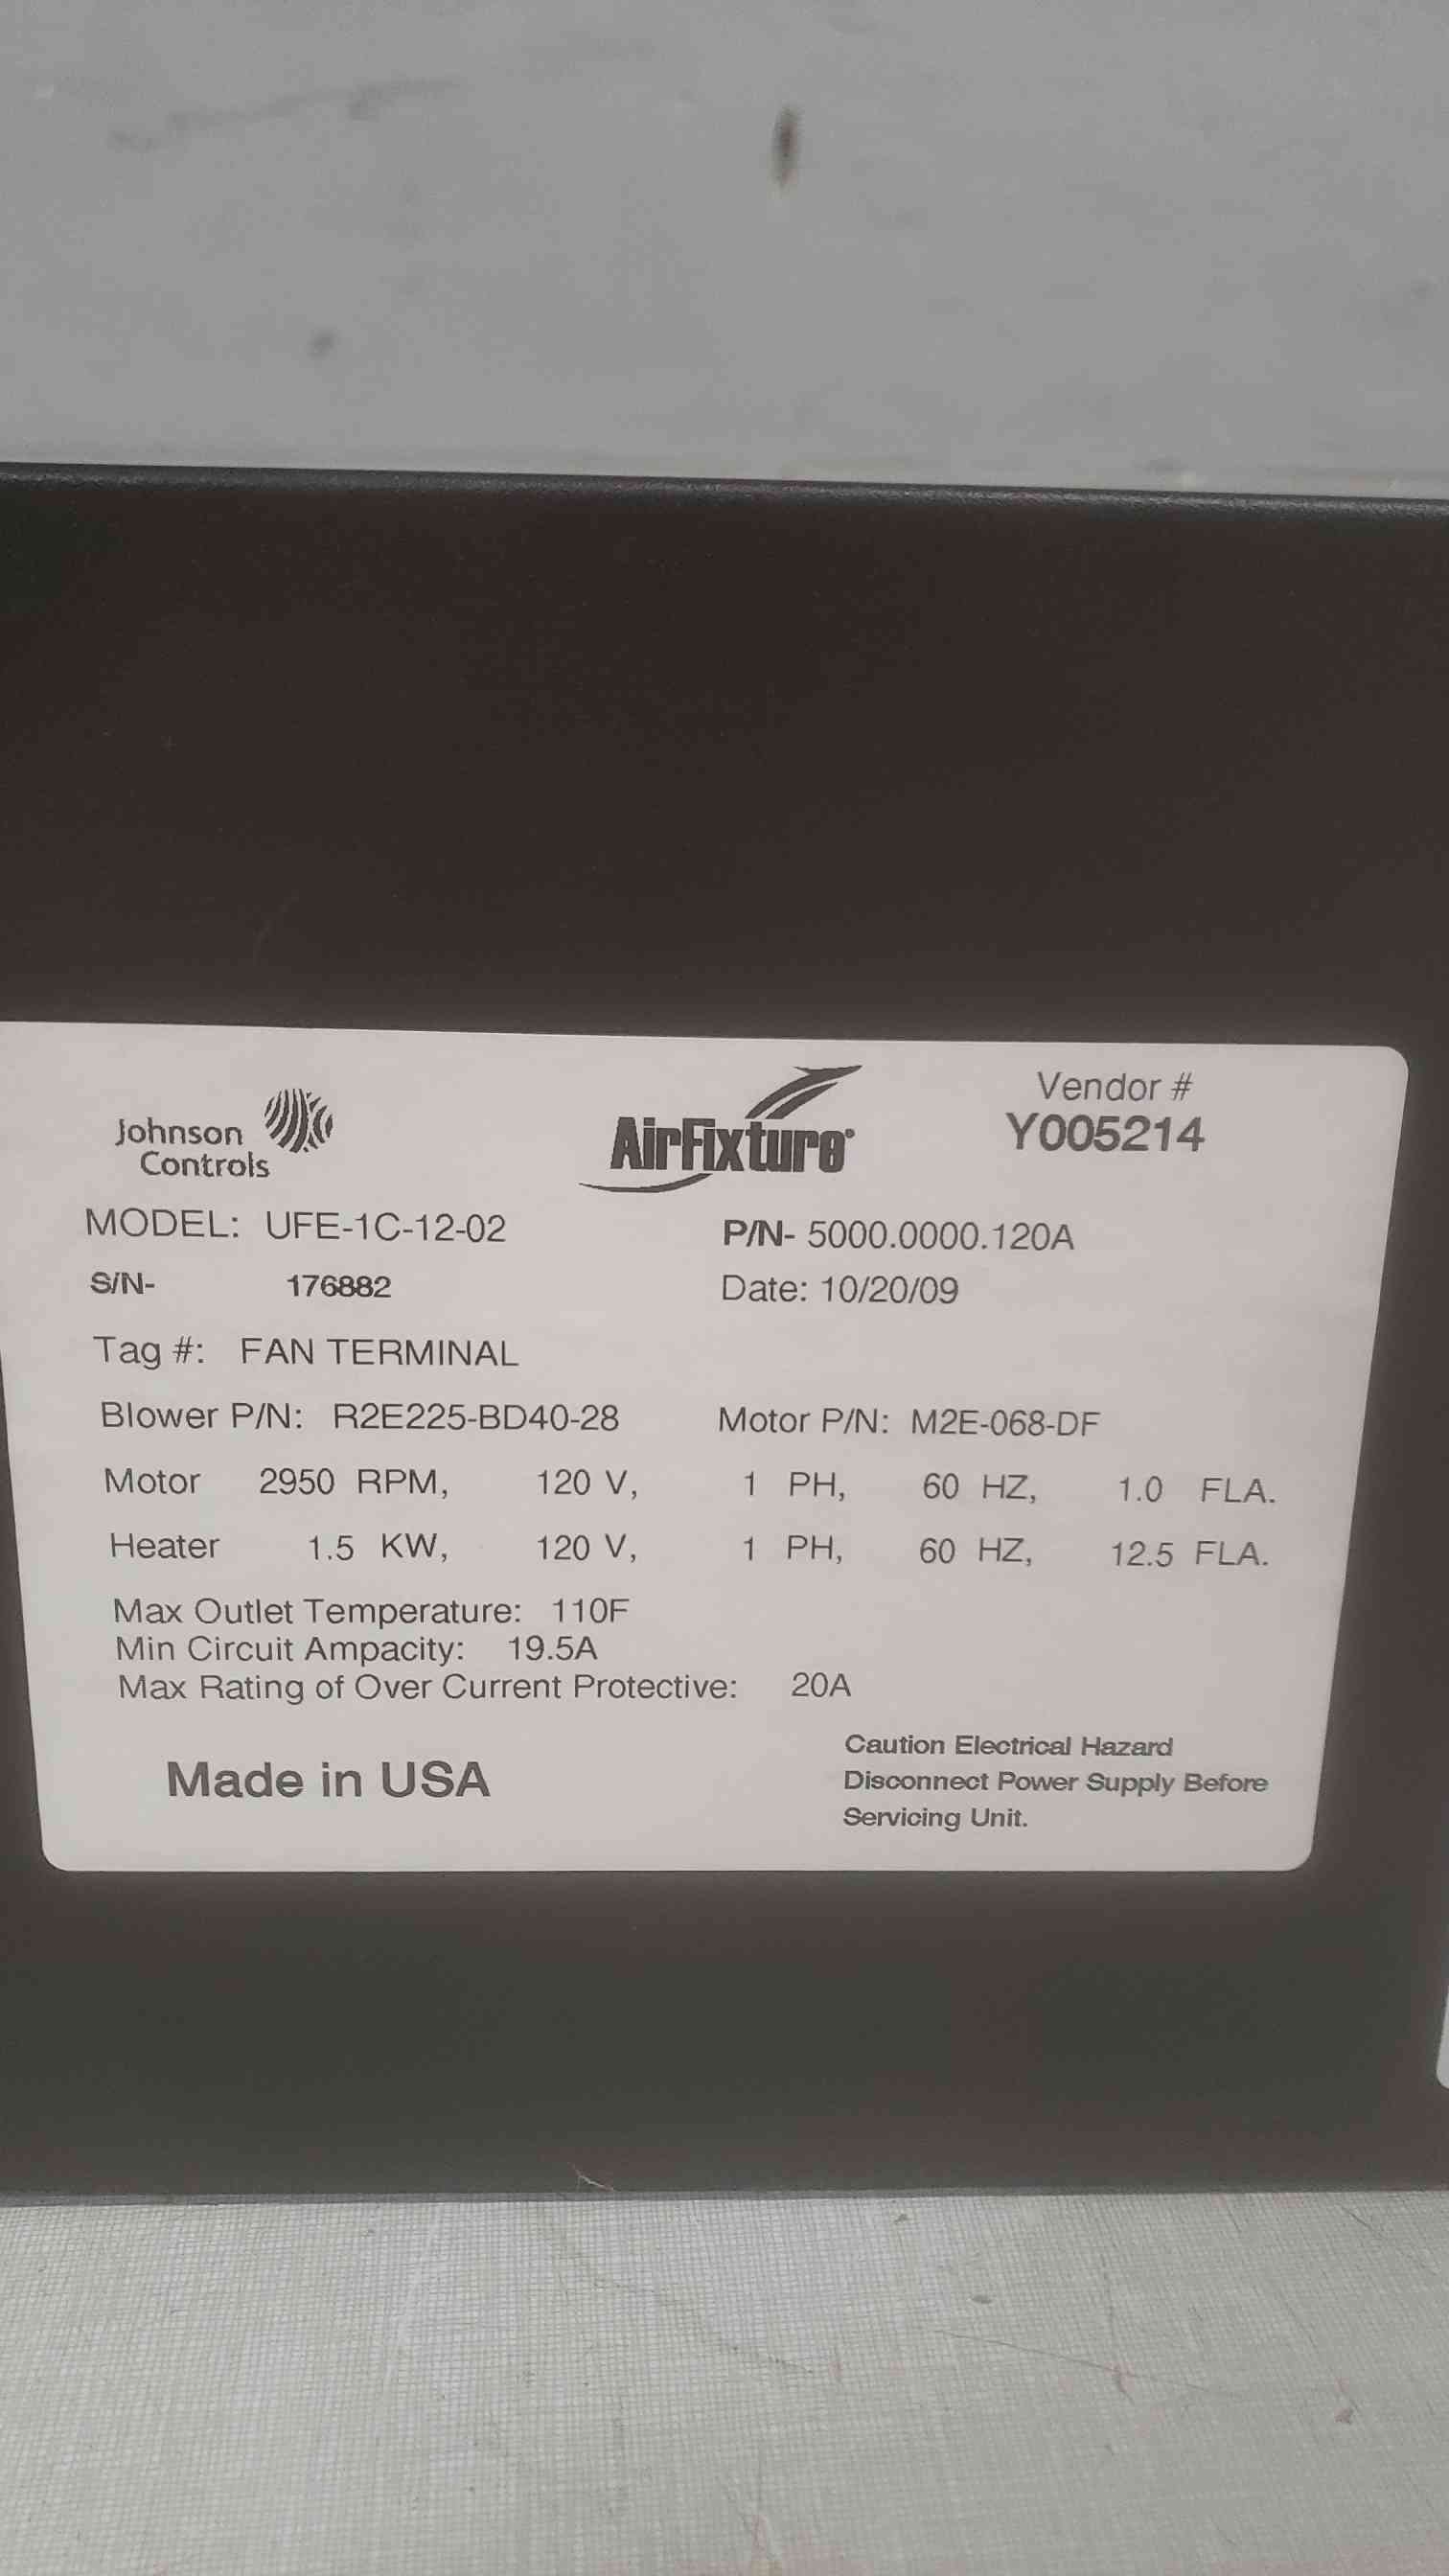 Johnson
Controls
AirFixture®
Vendor #
Y005214
MODEL: UFE-1C-12-02 P/N- 5000.0000.120A
S/N- 176882 Date: 10/20/09
Tag #: FAN TERMINAL
Blower P/N: R2E225-BD40-28 Motor P/N: M2E-068-DF
Motor 2950 RPM, 120 V, 1 PH, 60 HZ, 1.0 FLA.
Heater 1.5 KW, 120 V, 1 PH, 60 HZ, 12.5 FLA.
Max Outlet Temperature: 110F
Min Circuit Ampacity: 19.5A
Max Rating of Over Current Protective: 20A
Made in USA
Caution Electrical Hazard
Disconnect Power Supply Before
Servicing Unit.